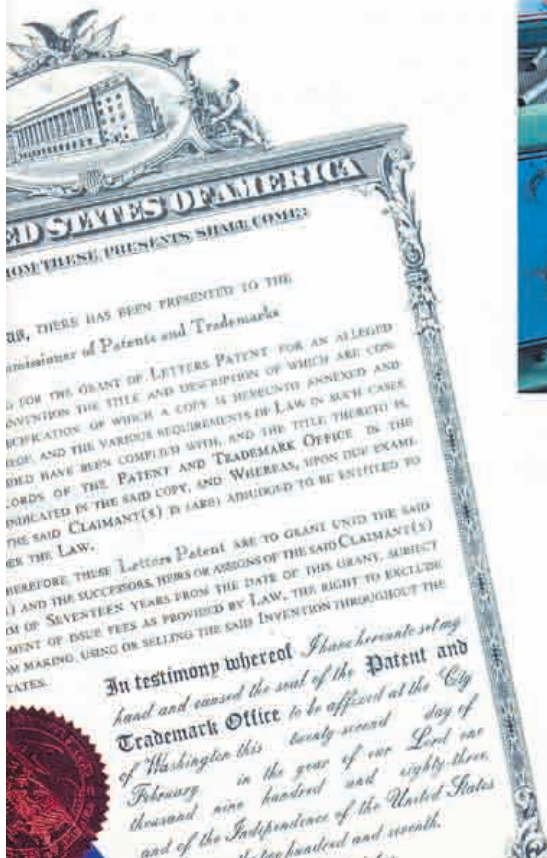 ED STATES OF AMERICA
THESE PRESENTS SHALL COME:
THERE HAS BEEN PRESENTED TO THE
Commissioner of Patents and Trademarks
FOR THE GRANT OF LETTERS PATENT FOR AN ALLEGED
INVENTION THE TITLE AND DESCRIPTION OF WHICH ARE CON-
OF WHICH A COPY IS HEREUNTO ANNEXED AND
AND THE VARIOUS REQUIREMENTS OF LAW IN SUCH CASES
HAVE BEEN COMPLIED WITH, AND THE TITLE THERETO IS,
CORDS OF THE PATENT AND TRADEMARK OFFICE IN THE
INDICATED IN THE SAID COPY, AND WHEREAS, UPON DUE EXAMI-
THE SAID CLAIMANT(S) IS (ARE) ADJUDGED TO BE ENTITLED TO
THE LAW.
HEREFORE, THESE Letters Patent ARE TO GRANT UNTO THE SAID
AND THE SUCCESSORS, HEIRS OR ASSIGNS OF THE SAID CLAIMANT(S)
OF SEVENTEEN YEARS FROM THE DATE OF THIS GRANT, SUBJECT
MENT OF ISSUE FEES AS PROVIDED BY LAW, THE RIGHT TO EXCLUDE
MAKING, USING OR SELLING THE SAID INVENTION THROUGHOUT THE
TATES.
In testimony whereof I have hereunto set my
hand and caused the seal of the Patent and
Trademark Office to be affixed at the City
of Washington this twenty-second day of
February in the year of our Lord one
thousand nine hundred and eighty-three,
and of the Independence of the United States
hundred and seventh.